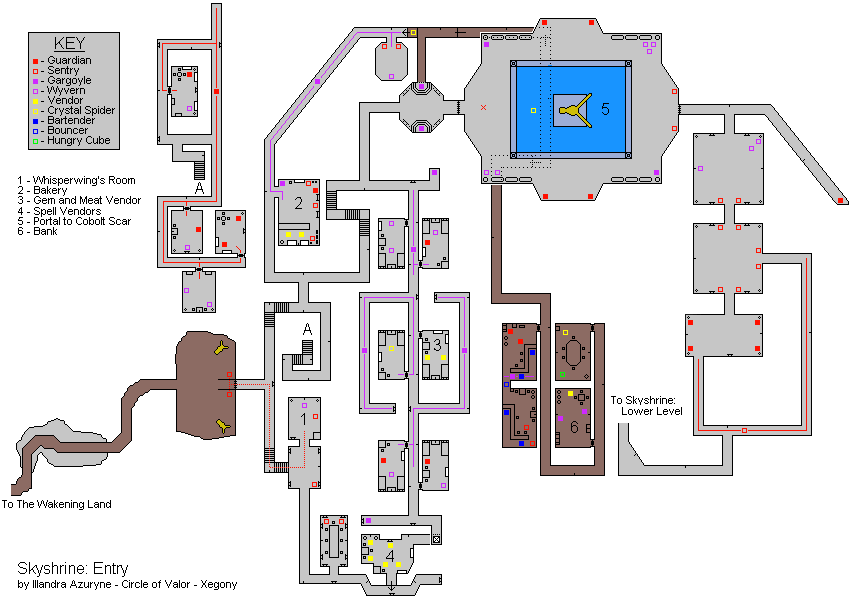 KEY
- Guardian
- Sentry
- Gargoyle
- Wyvern
- Vendor
- Crystal Spider
- Bartender
- Bouncer
- Hungry Cube
1 - Whisperwing's Room
2 - Bakery
3 - Gem and Meat Vendor
4 - Spell Vendors
5 - Portal to Cobolt Scar
6 - Bank
A
2
5
A
3
1
6
4
To Skyshrine:
Lower Level
To The Wakening Land
Skyshrine: Entry
by Illandra Azuryne - Circle of Valor - Xegony